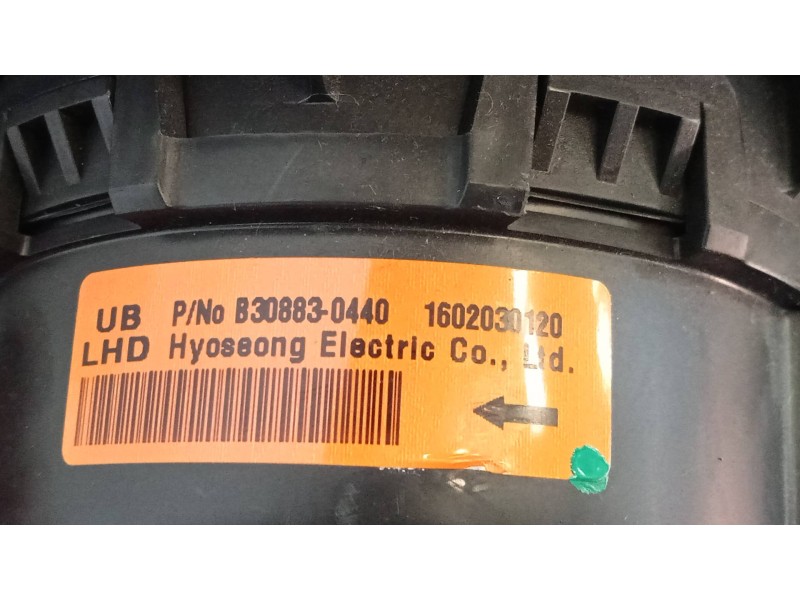 UB P/No B30883-0440 1602030120
LHD Hyoseong Electric Co., Ltd.